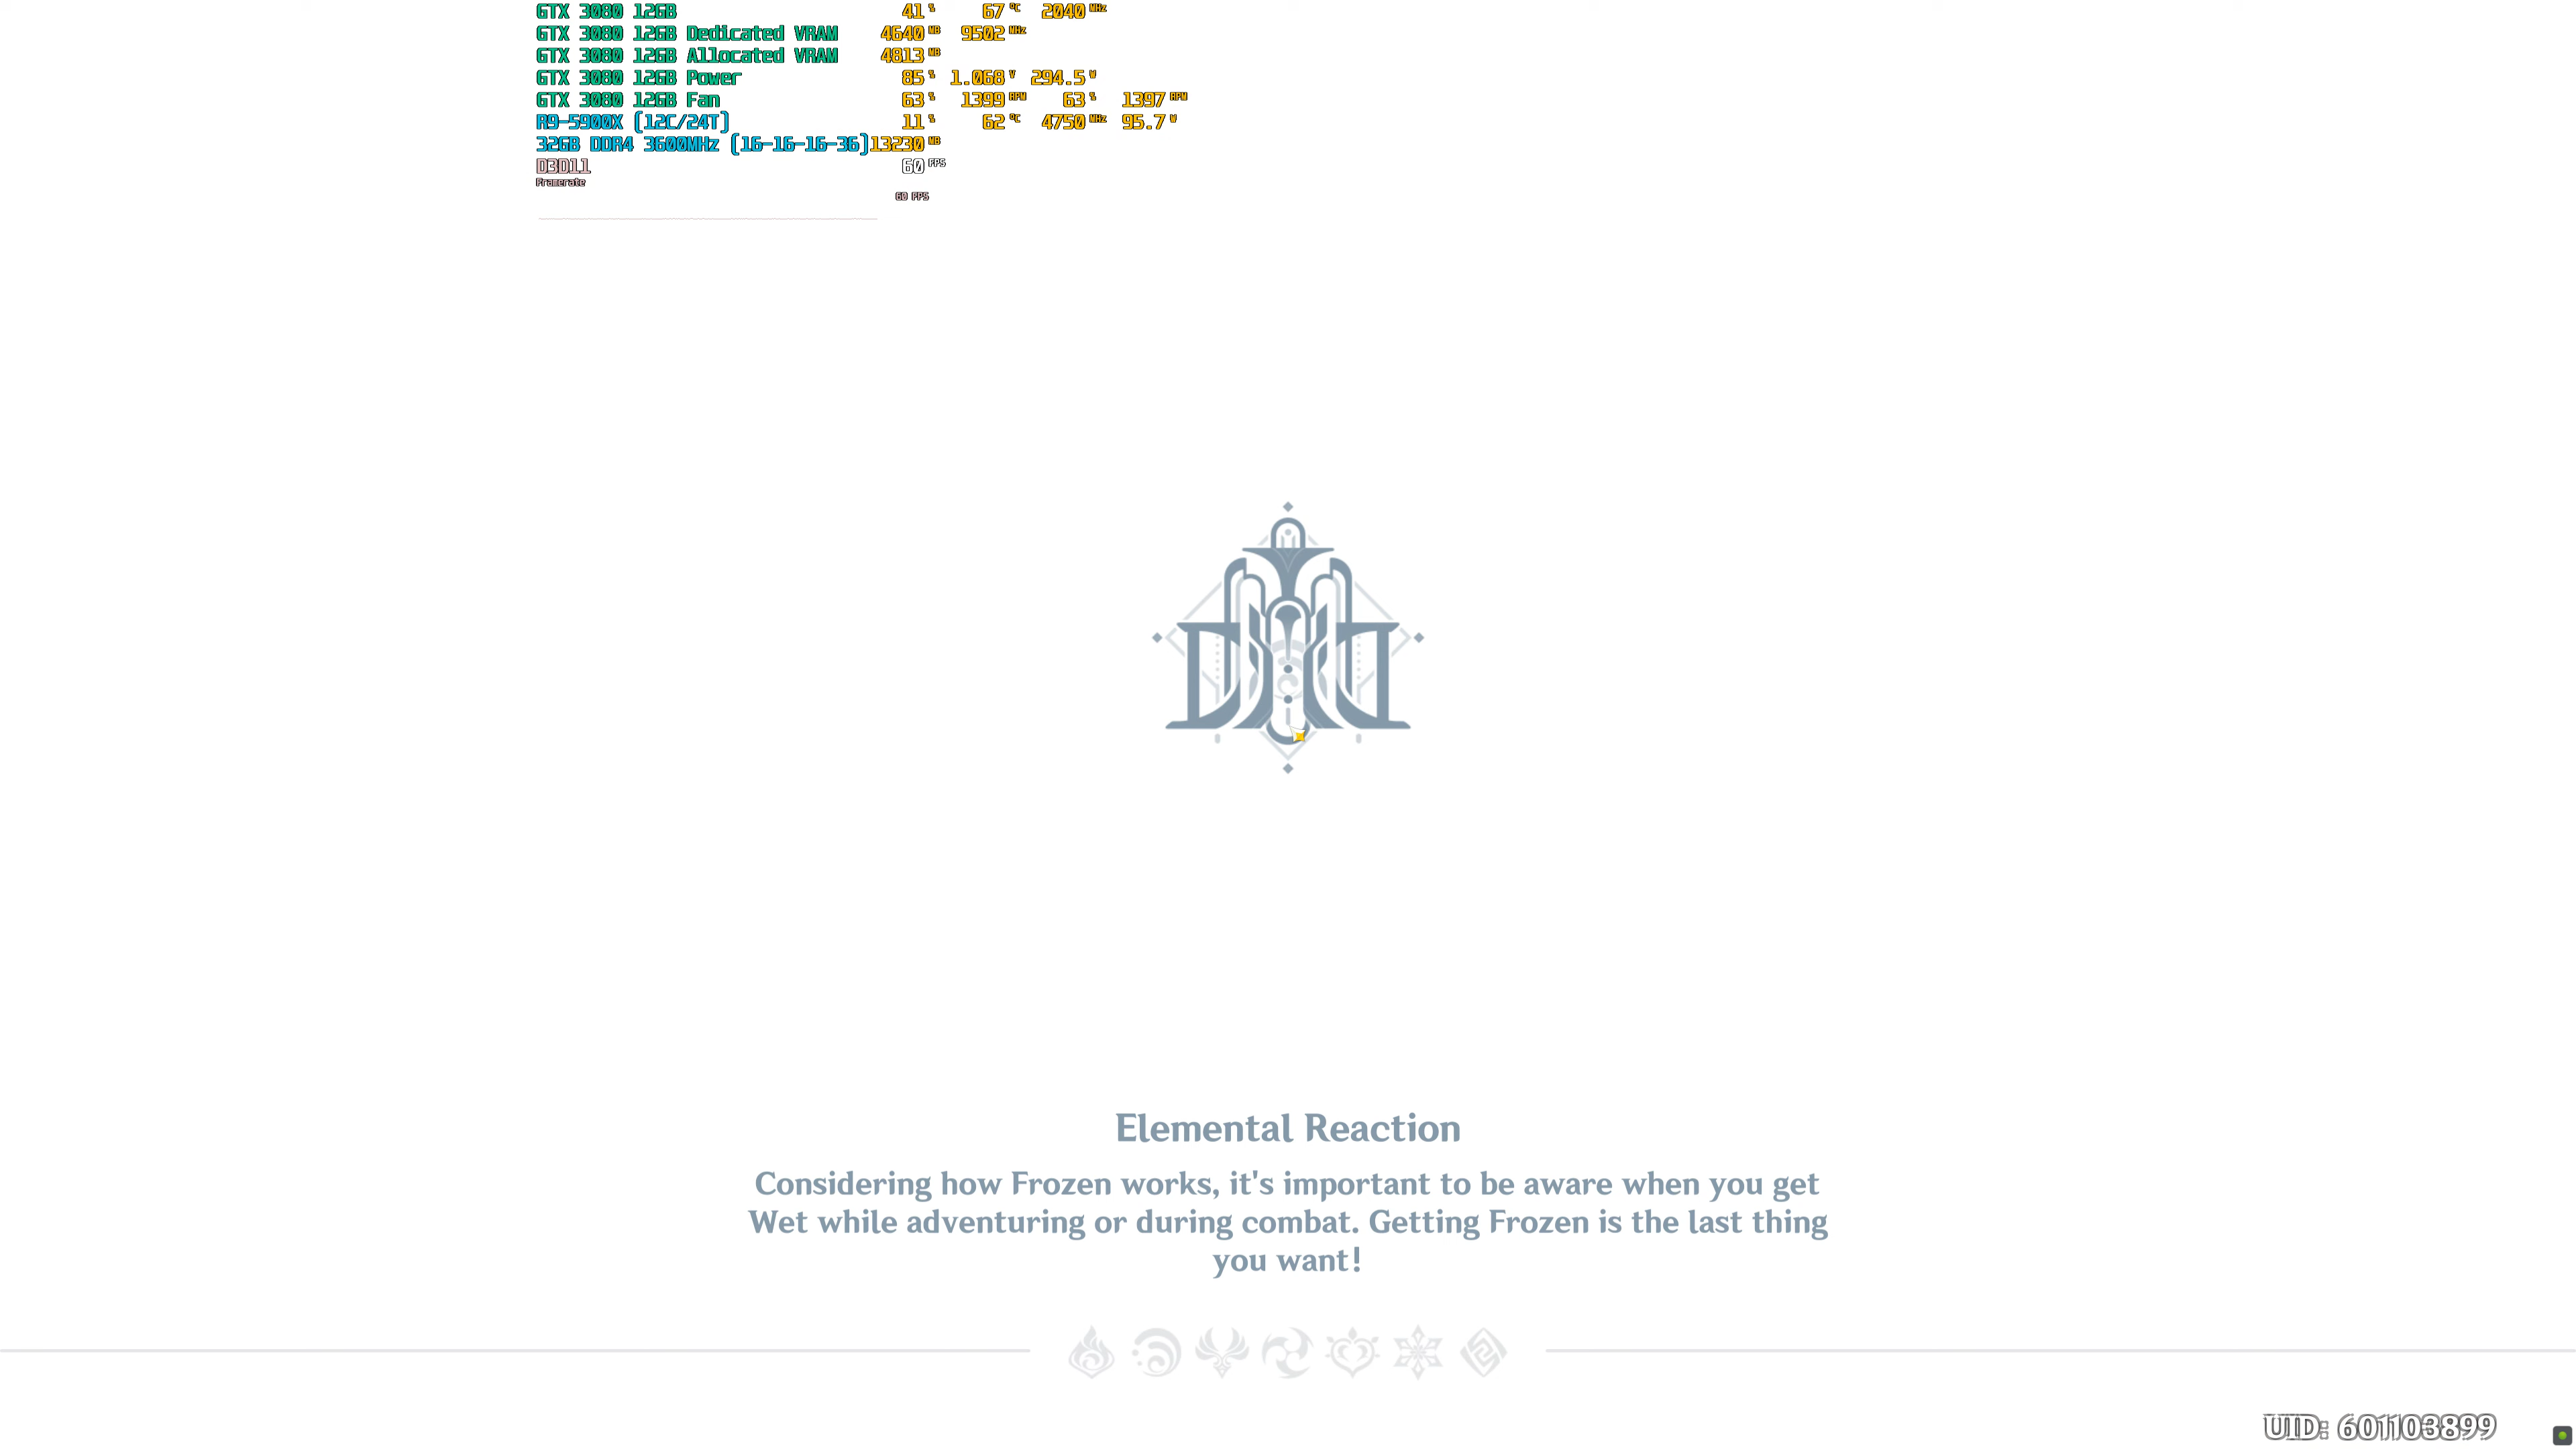 GTX 3080 12GB 41 % 67 °C 2040 MHz
GTX 3080 12GB Dedicated VRAM 4640 MB 9502 MHz
GTX 3080 12GB Allocated VRAM 4813 MB
GTX 3080 12GB Power 85 % 1.068 V 294.5 W
GTX 3080 12GB Fan 63 % 1399 RPM 63 % 1397 RPM
R9-5900X (12C/24T) 11 % 62 °C 4750 MHz 95.7 W
32GB DDR4 3600MHz (16-16-16-36) 13230 MB
D3D11 60 FPS
Framerate
60 FPS
Elemental Reaction
Considering how Frozen works, it's important to be aware when you get
Wet while adventuring or during combat. Getting Frozen is the last thing
you want!
UID: 601103899